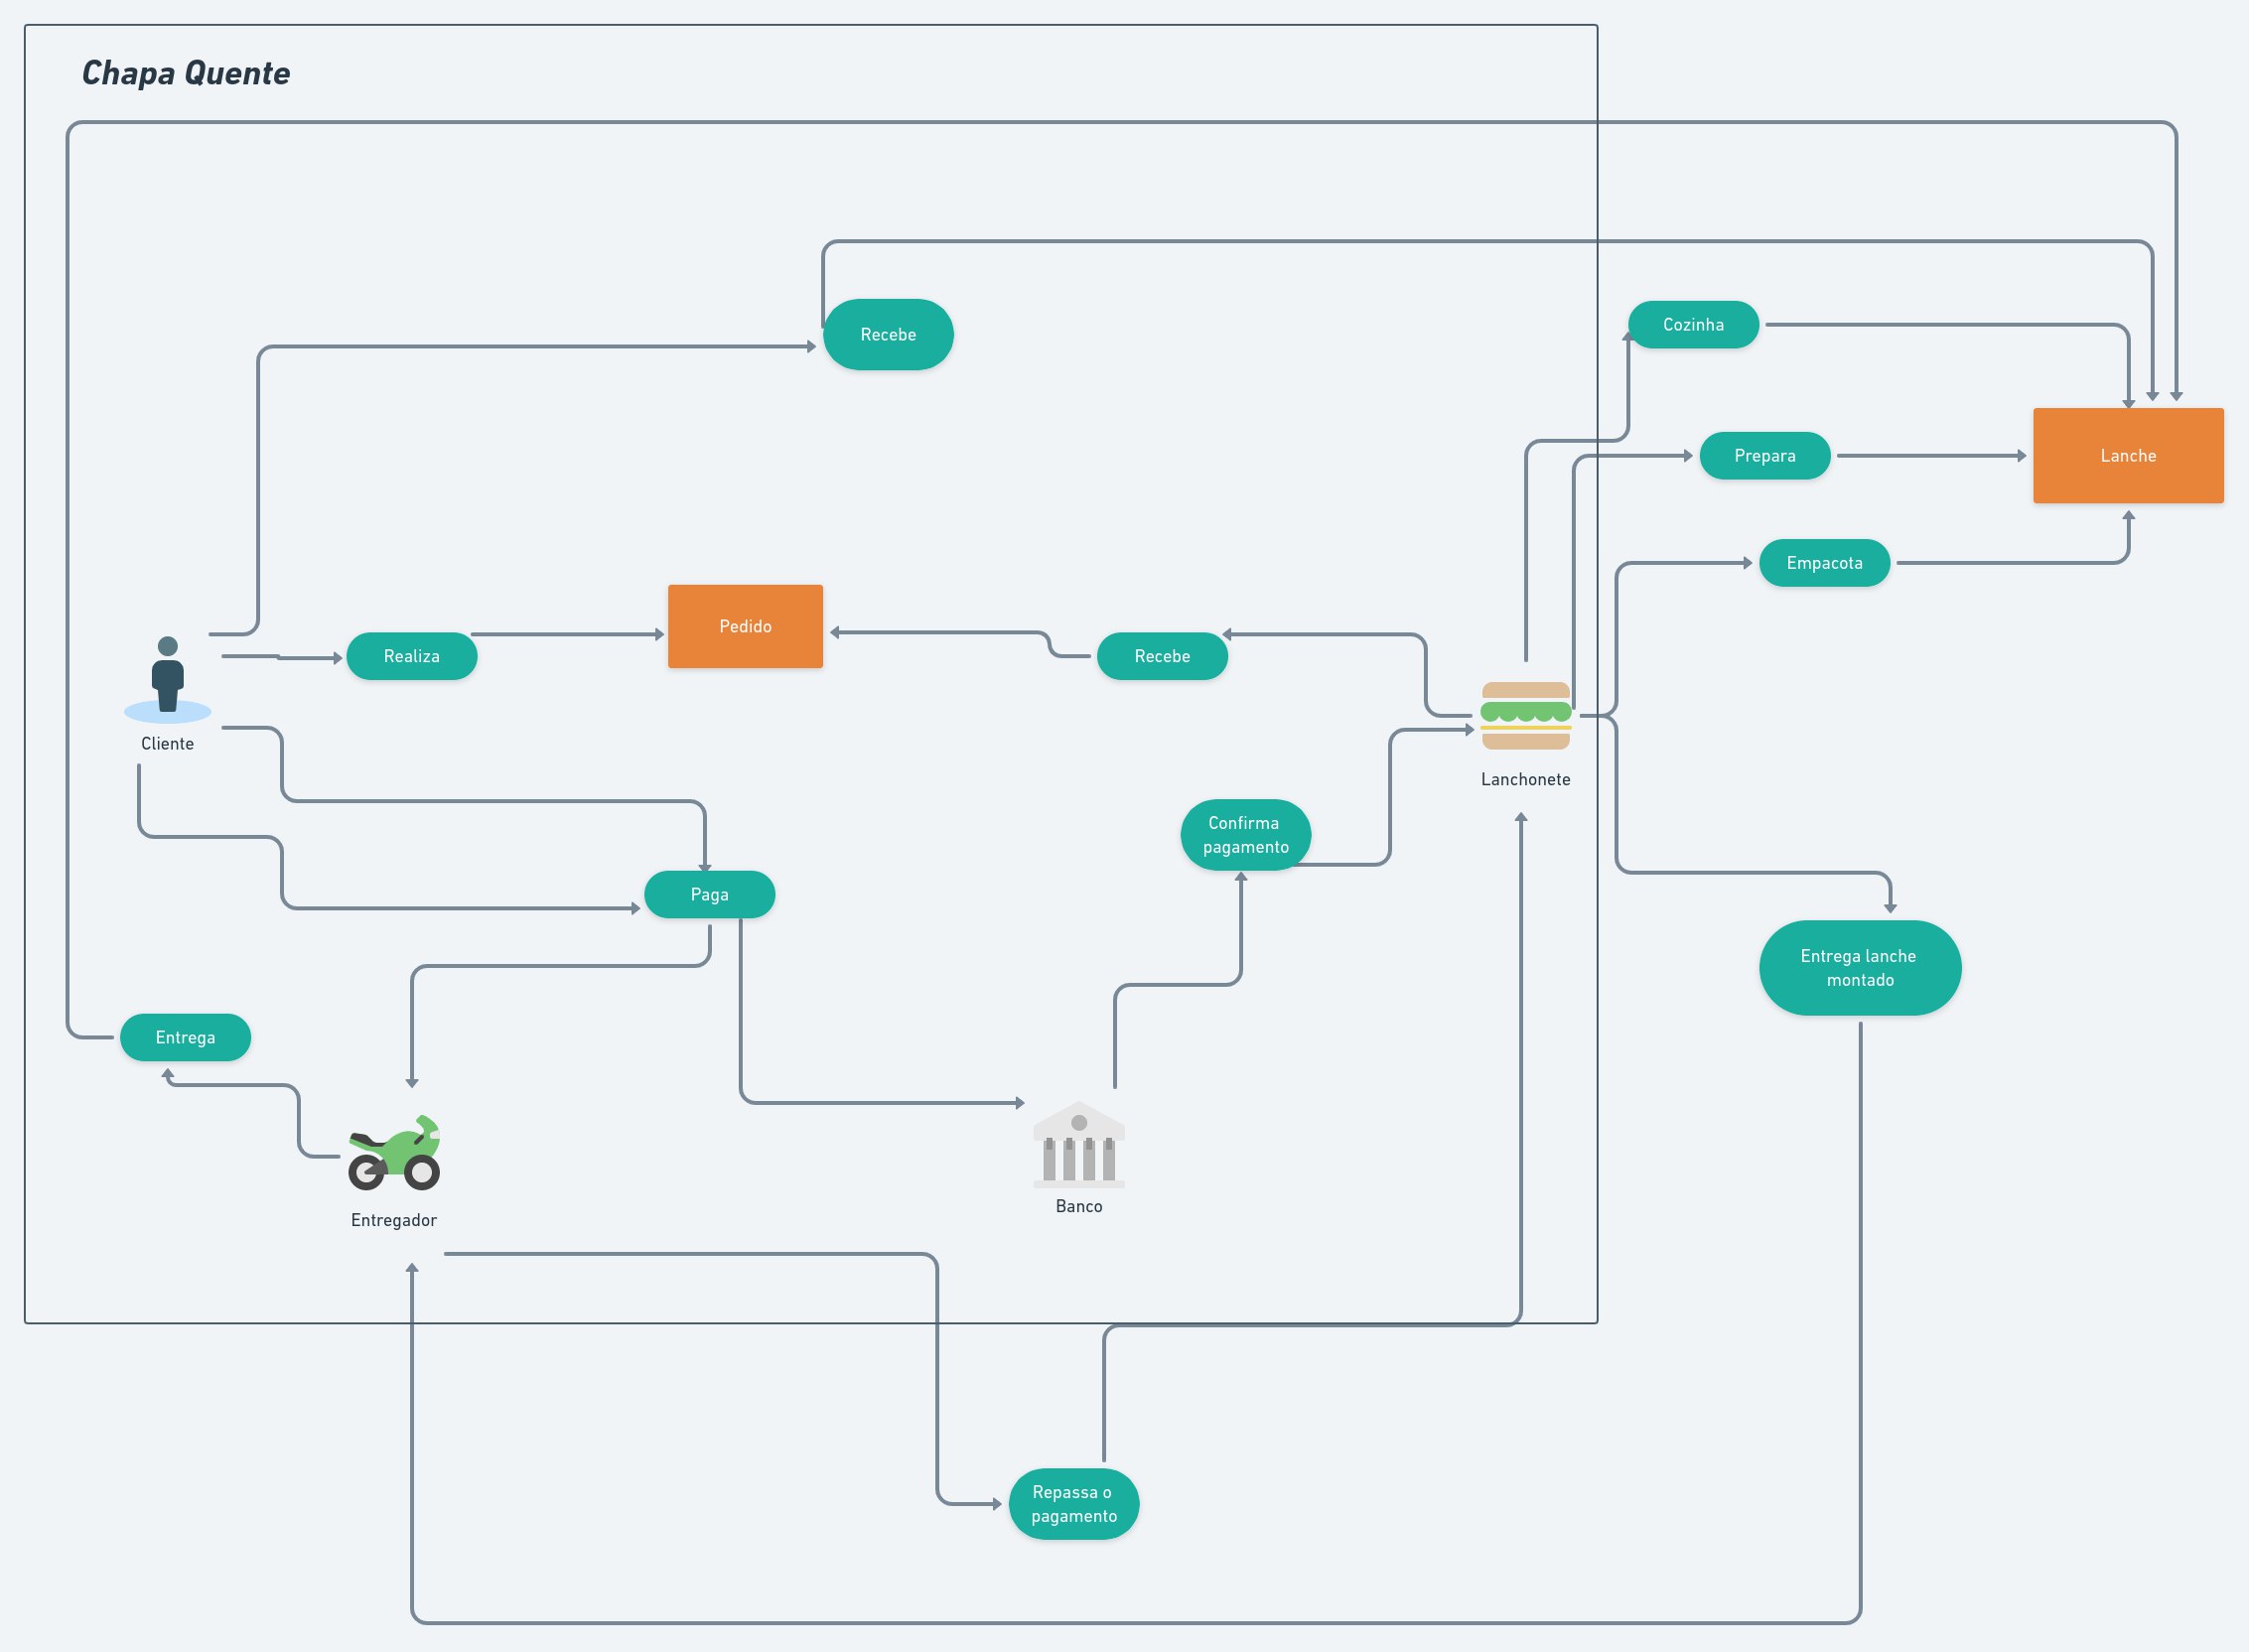 Chapa Quente
Recebe
Cozinha
Prepara
Lanche
Empacota
Pedido
Realiza
Recebe
Cliente
Lanchonete
Confirma
pagamento
Paga
Entrega lanche
montado
Entrega
Banco
Entregador
Repassa o
pagamento